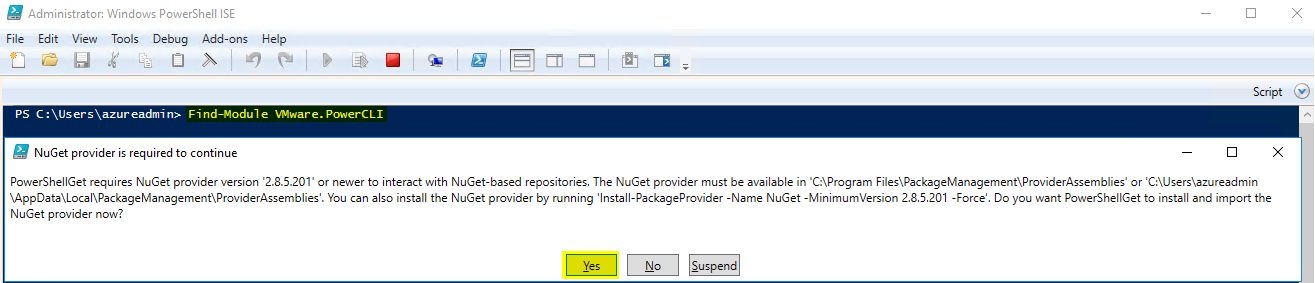 Administrator: Windows PowerShell ISE
File Edit View Tools Debug Add-ons Help
Script
PS C:\Users\azureadmin> Find-Module VMware.PowerCLI
NuGet provider is required to continue
PowerShellGet requires NuGet provider version '2.8.5.201' or newer to interact with NuGet-based repositories. The NuGet provider must be available in 'C:\Program Files\PackageManagement\ProviderAssemblies' or 'C:\Users\azureadmin
\AppData\Local\PackageManagement\ProviderAssemblies'. You can also install the NuGet provider by running 'Install-PackageProvider -Name NuGet -MinimumVersion 2.8.5.201 -Force'. Do you want PowerShellGet to install and import the
NuGet provider now?
Yes No Suspend